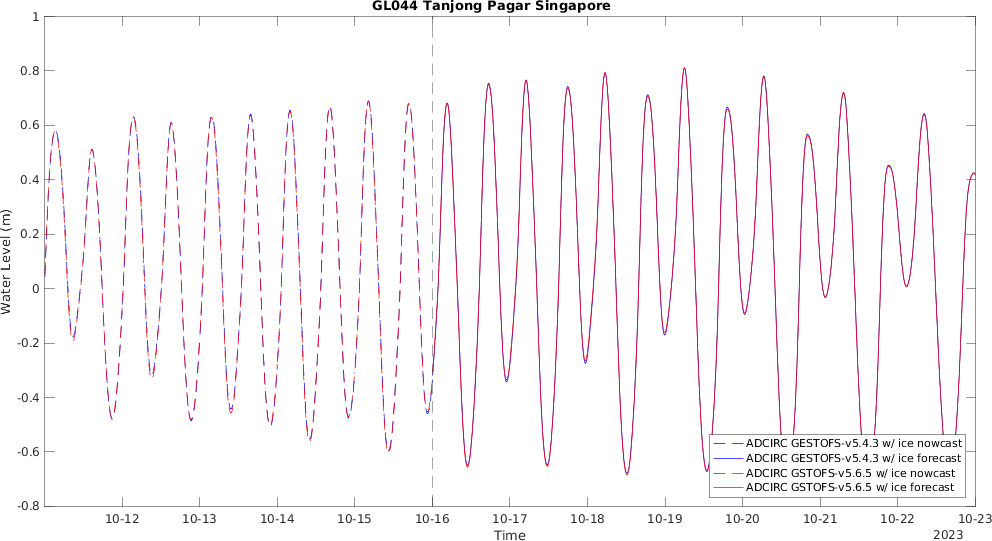 GL044 Tanjong Pagar Singapore
1
0.8
0.6
0.4
0.2
0
-0.2
-0.4
-0.6
-0.8
Water Level (m)
ADCIRC GESTOFS-v5.4.3 w/ ice nowcast
ADCIRC GESTOFS-v5.4.3 w/ ice forecast
ADCIRC GSTOFS-v5.6.5 w/ ice nowcast
ADCIRC GSTOFS-v5.6.5 w/ ice forecast
10-12 10-13 10-14 10-15 10-16 10-17 10-18 10-19 10-20 10-21 10-22 10-23
Time
2023